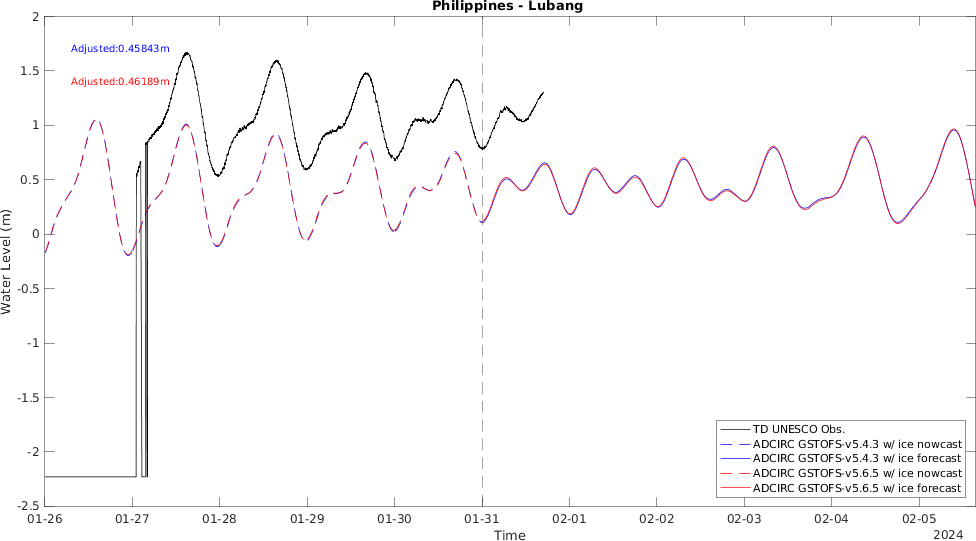 Philippines - Lubang
Adjusted:0.45843m
Adjusted:0.46189m
Water Level (m)
2
1.5
1
0.5
0
-0.5
-1
-1.5
-2
-2.5
01-26
01-27
01-28
01-29
01-30
01-31
02-01
02-02
02-03
02-04
02-05
Time
2024
TD UNESCO Obs.
ADCIRC GSTOFS-v5.4.3 w/ ice nowcast
ADCIRC GSTOFS-v5.4.3 w/ ice forecast
ADCIRC GSTOFS-v5.6.5 w/ ice nowcast
ADCIRC GSTOFS-v5.6.5 w/ ice forecast